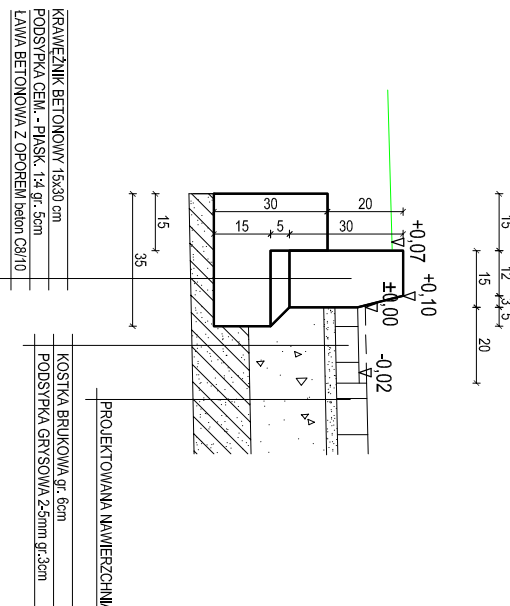 KRAWĘŻNIK BETONOWY 15x30 cm
PODSYPKA CEM. - PIASK. 1:4 gr. 5cm
ŁAWA BETONOWA Z OPOREM beton C8/10
15
35
30
20
15
5
30
+0,07
+0,10
±0,00
-0,02
15
12
3
5
15
20
PROJEKTOWANA NAWIERZCHNIA
KOSTKA BRUKOWA gr. 6cm
PODSYPKA GRYSOWA 2-5mm gr.3cm